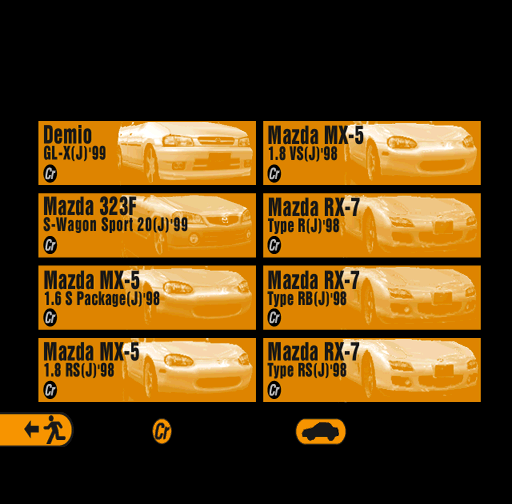 Demio
GL-X(J)'99
Cr
Mazda MX-5
1.8 VS(J)'98
Cr
Mazda 323F
S-Wagon Sport 20(J)'99
Cr
Mazda RX-7
Type R(J)'98
Cr
Mazda MX-5
1.6 S Package(J)'98
Cr
Mazda RX-7
Type RB(J)'98
Cr
Mazda MX-5
1.8 RS(J)'98
Cr
Mazda RX-7
Type RS(J)'98
Cr
Cr